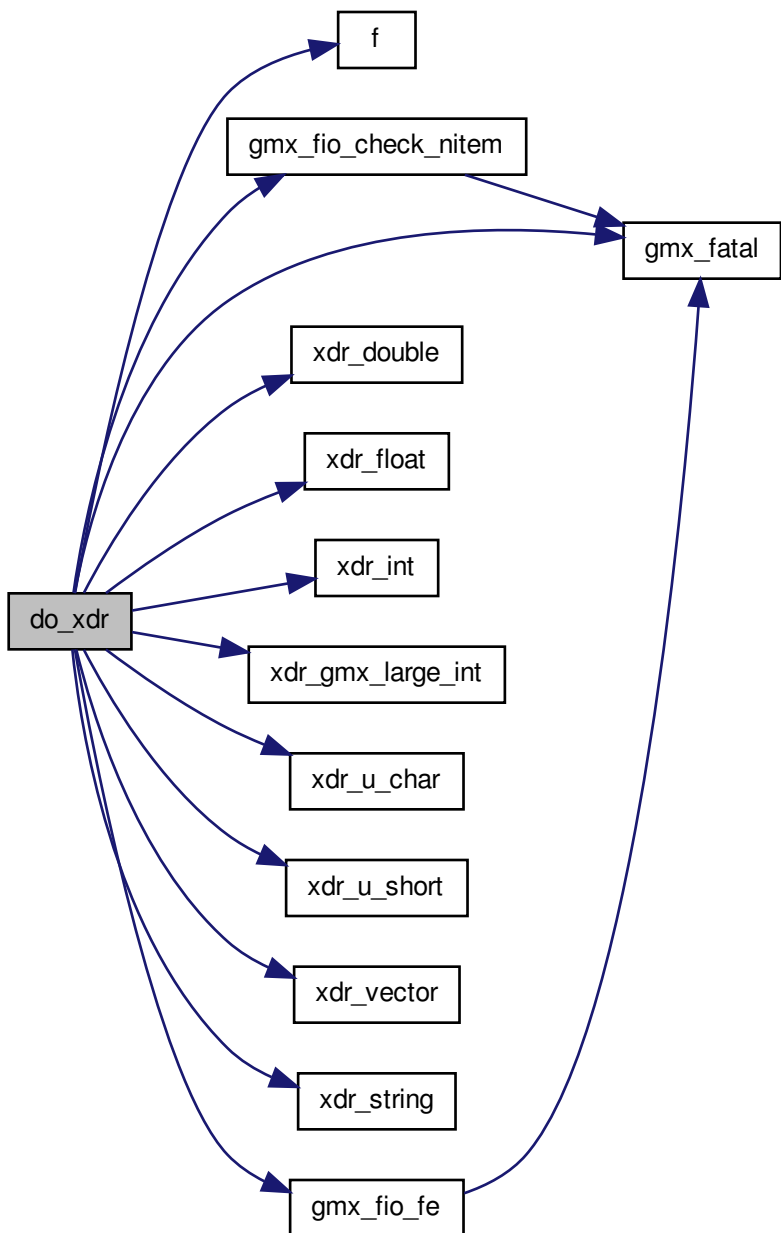 f
gmx_fio_check_nitem
gmx_fatal
xdr_double
xdr_float
xdr_int
do_xdr
xdr_gmx_large_int
xdr_u_char
xdr_u_short
xdr_vector
xdr_string
gmx_fio_fe